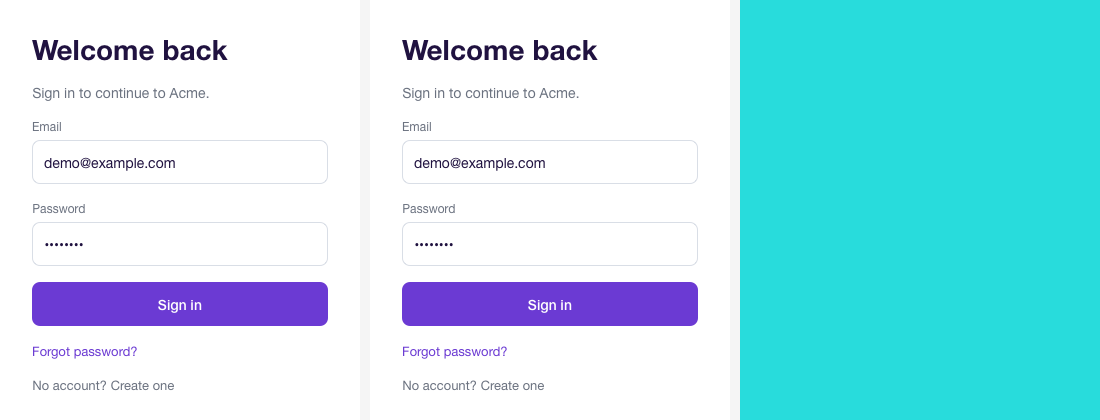 Welcome back
Sign in to continue to Acme.
Email
demo@example.com
Password
••••••••
Sign in
Forgot password?
No account? Create one
Welcome back
Sign in to continue to Acme.
Email
demo@example.com
Password
••••••••
Sign in
Forgot password?
No account? Create one